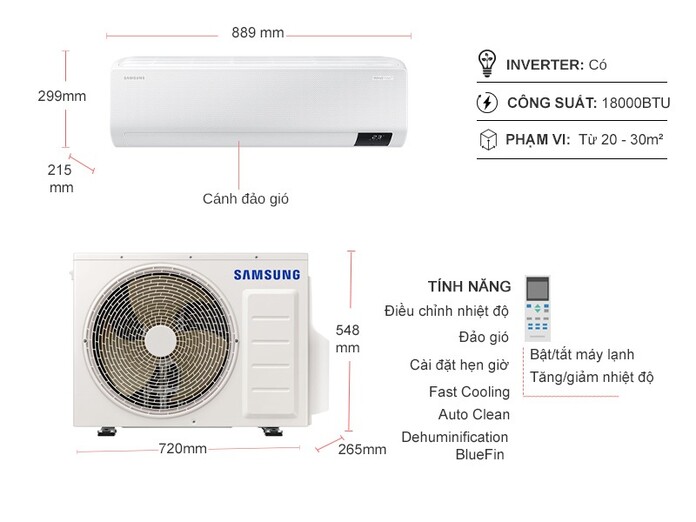 889 mm
SAMSUNG
299mm
215
mm
Cánh đảo gió
INVERTER: Có
CÔNG SUẤT: 18000BTU
PHẠM VI: Từ 20 - 30m²
SAMSUNG
548
mm
720mm
265mm
TÍNH NĂNG
Điều chỉnh nhiệt độ
Đảo gió
Cài đặt hẹn giờ
Fast Cooling
Auto Clean
Dehuminification
BlueFin
Bật/tắt máy lạnh
Tăng/giảm nhiệt độ